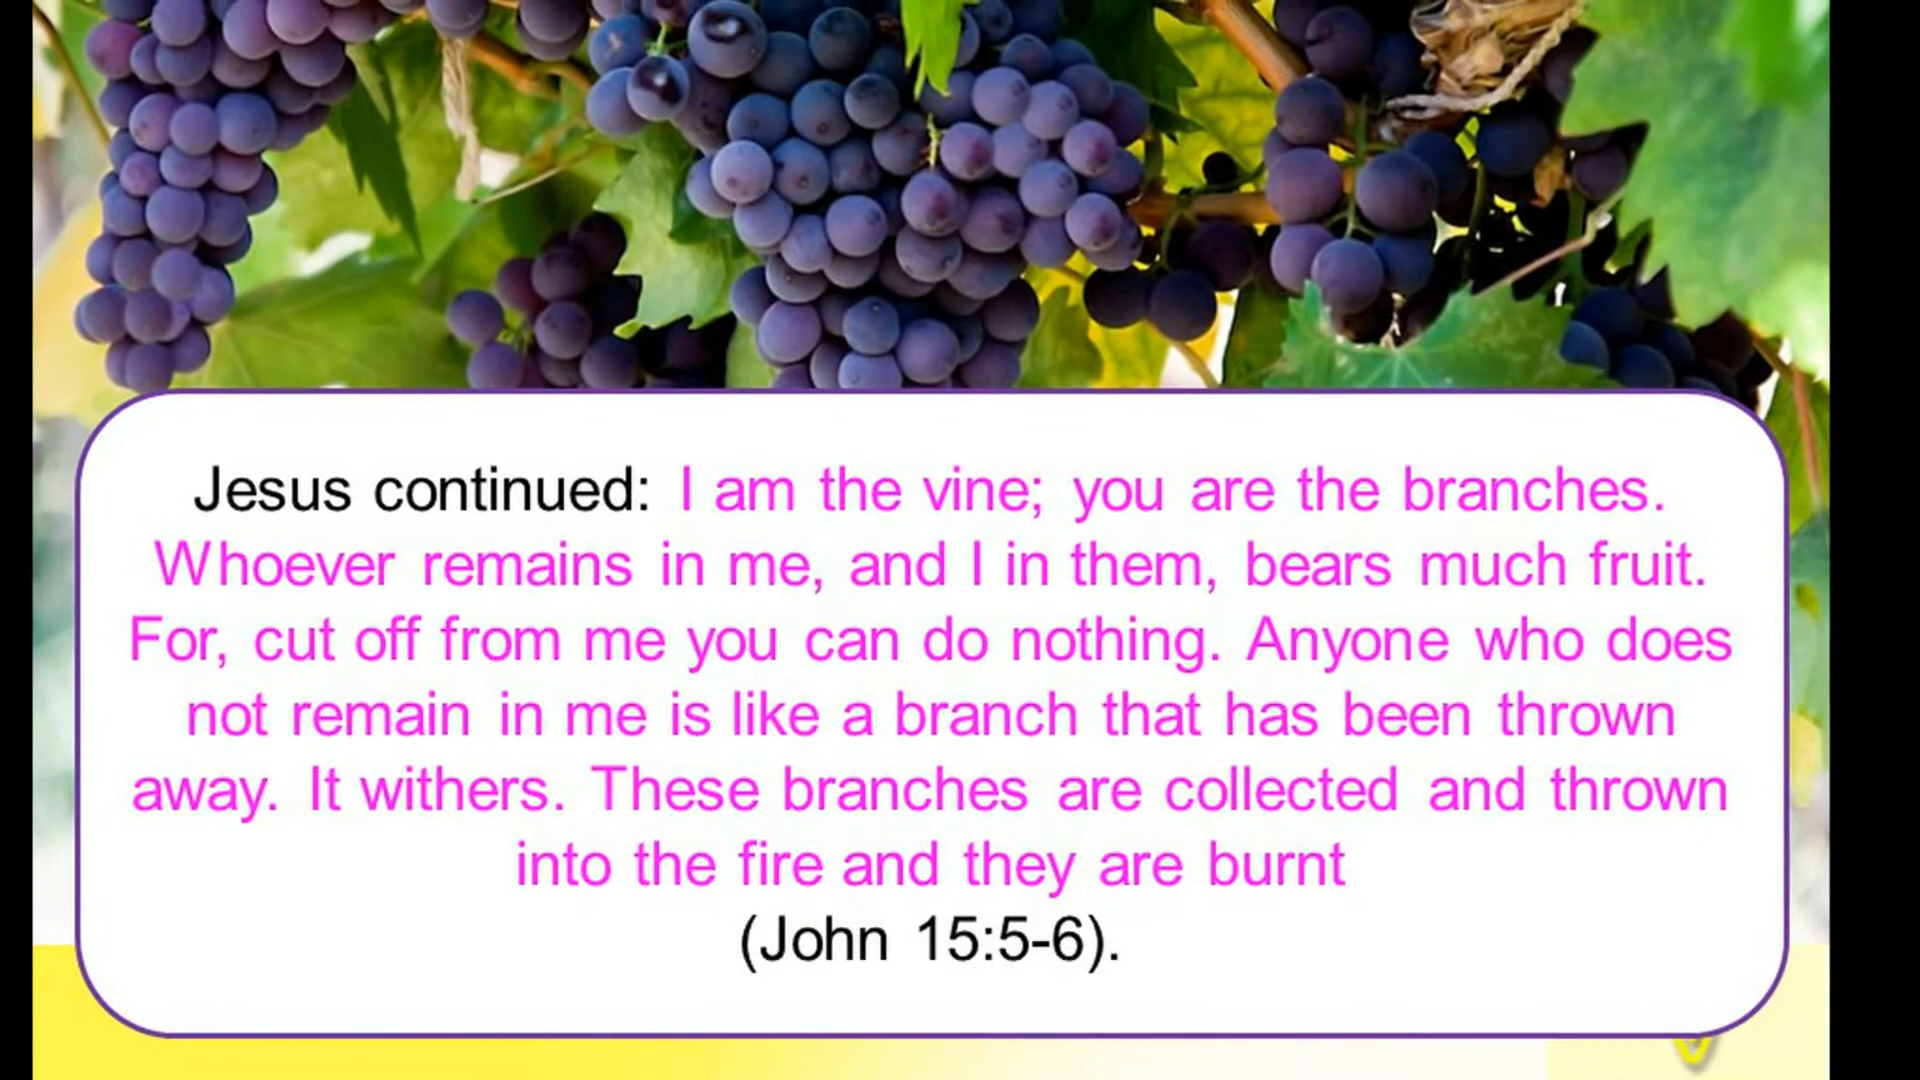 Jesus continued: I am the vine; you are the branches.
Whoever remains in me, and I in them, bears much fruit.
For, cut off from me you can do nothing. Anyone who does
not remain in me is like a branch that has been thrown
away. It withers. These branches are collected and thrown
into the fire and they are burnt
(John 15:5-6).